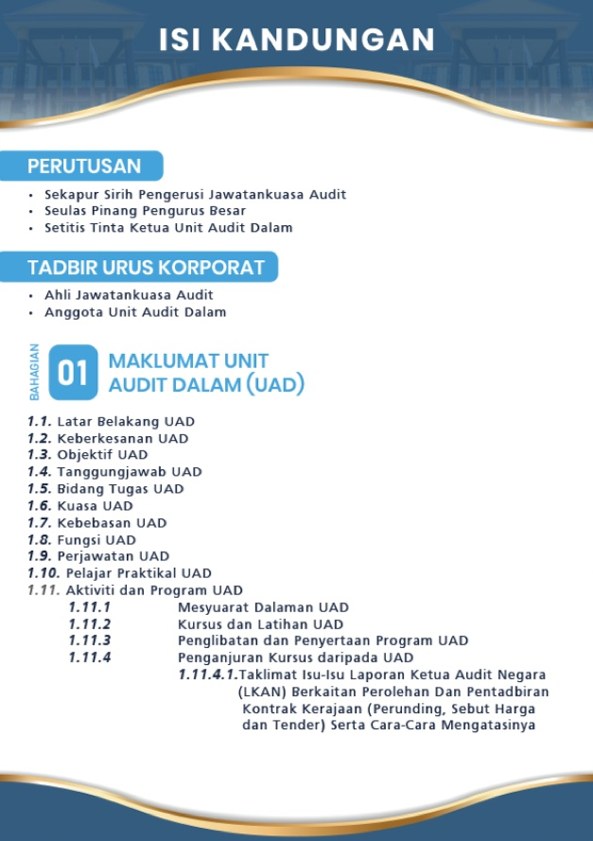 ISI KANDUNGAN
PERUTUSAN
• Sekapur Sirih Pengerusi Jawatankuasa Audit
• Seulas Pinang Pengurus Besar
• Setitis Tinta Ketua Unit Audit Dalam
TADBIR URUS KORPORAT
• Ahli Jawatankuasa Audit
• Anggota Unit Audit Dalam
BAHAGIAN
01
MAKLUMAT UNIT
AUDIT DALAM (UAD)
1.1. Latar Belakang UAD
1.2. Keberkesanan UAD
1.3. Objektif UAD
1.4. Tanggungjawab UAD
1.5. Bidang Tugas UAD
1.6. Kuasa UAD
1.7. Kebebasan UAD
1.8. Fungsi UAD
1.9. Perjawatan UAD
1.10. Pelajar Praktikal UAD
1.11. Aktiviti dan Program UAD
1.11.1 Mesyuarat Dalaman UAD
1.11.2 Kursus dan Latihan UAD
1.11.3 Penglibatan dan Penyertaan Program UAD
1.11.4 Penganjuran Kursus daripada UAD
1.11.4.1.Taklimat Isu-Isu Laporan Ketua Audit Negara
(LKAN) Berkaitan Perolehan Dan Pentadbiran
Kontrak Kerajaan (Perunding, Sebut Harga
dan Tender) Serta Cara-Cara Mengatasinya